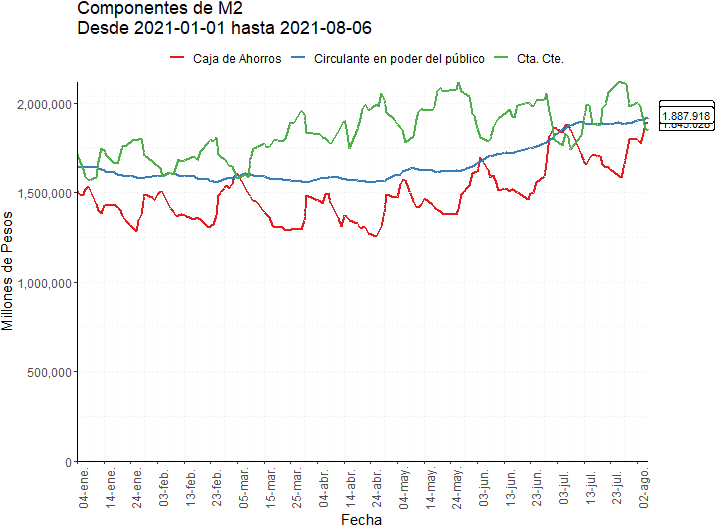 Componentes de M2
Desde 2021-01-01 hasta 2021-08-06
Caja de Ahorros Circulante en poder del público Cta. Cte.
Millones de Pesos
2,000,000
1,500,000
1,000,000
500,000
0
1.887.918
04-ene.
14-ene.
24-ene.
03-feb.
13-feb.
23-feb.
05-mar.
15-mar.
25-mar.
04-abr.
14-abr.
24-abr.
04-may.
14-may.
24-may.
03-jun.
13-jun.
23-jun.
03-jul.
13-jul.
23-jul.
02-ago.
Fecha